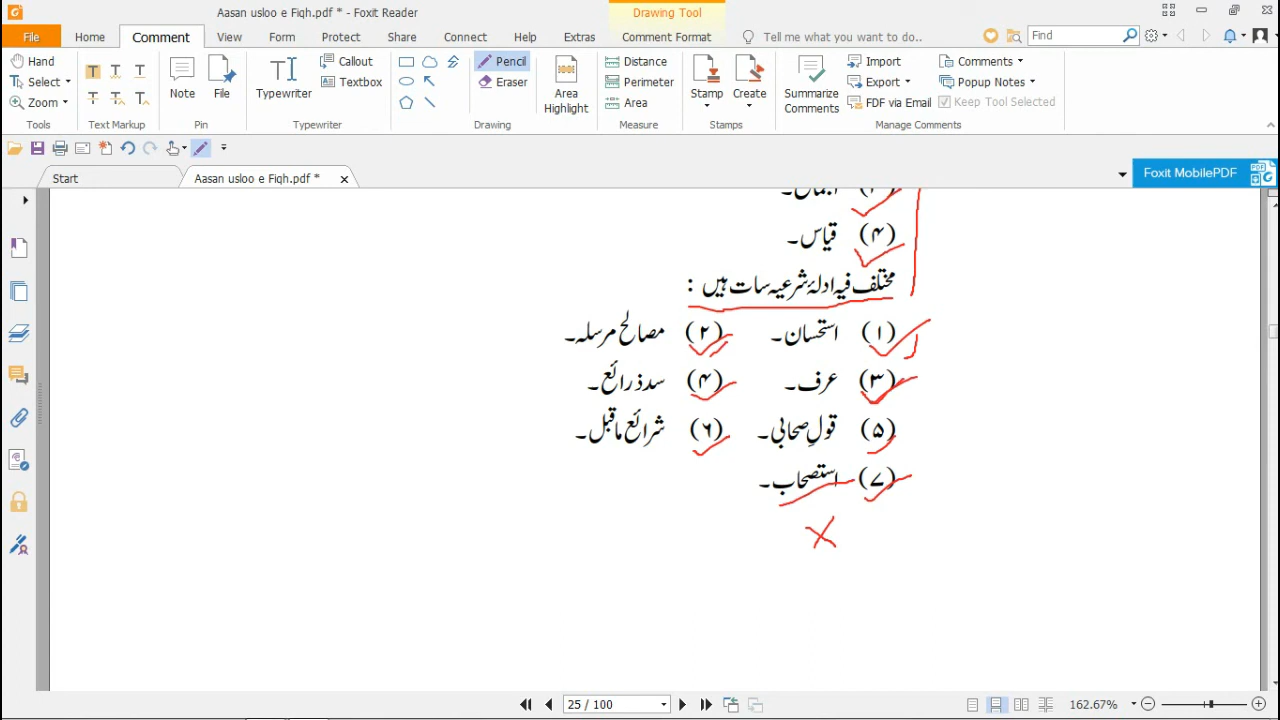 Aasan usloo e Fiqh.pdf * - Foxit Reader
Drawing Tool
File Home Comment View Form Protect Share Connect Help Extras Comment Format Tell me what you want to do.. Find
Hand Select Zoom Tools
Text Markup
Note File Pin
Typewriter Callout Textbox Typewriter
Pencil Eraser Drawing
Area Highlight Distance Perimeter Area Measure
Stamp Create Stamps
Summarize Comments Import Export FDF via Email Comments Popup Notes Keep Tool Selected Manage Comments
Start Aasan usloo e Fiqh.pdf * Foxit MobilePDF
(۴) قیاس۔
مختلف فیہ ادلۂ شرعیہ سات ہیں :
(۱) استحسان۔ (۲) مصالح مرسلہ۔
(۳) عرف۔ (۴) سد ذرائع۔
(۵) قولِ صحابی۔ (۶) شرائع ماقبل۔
(۷) استصحاب۔
25 / 100 162.67%